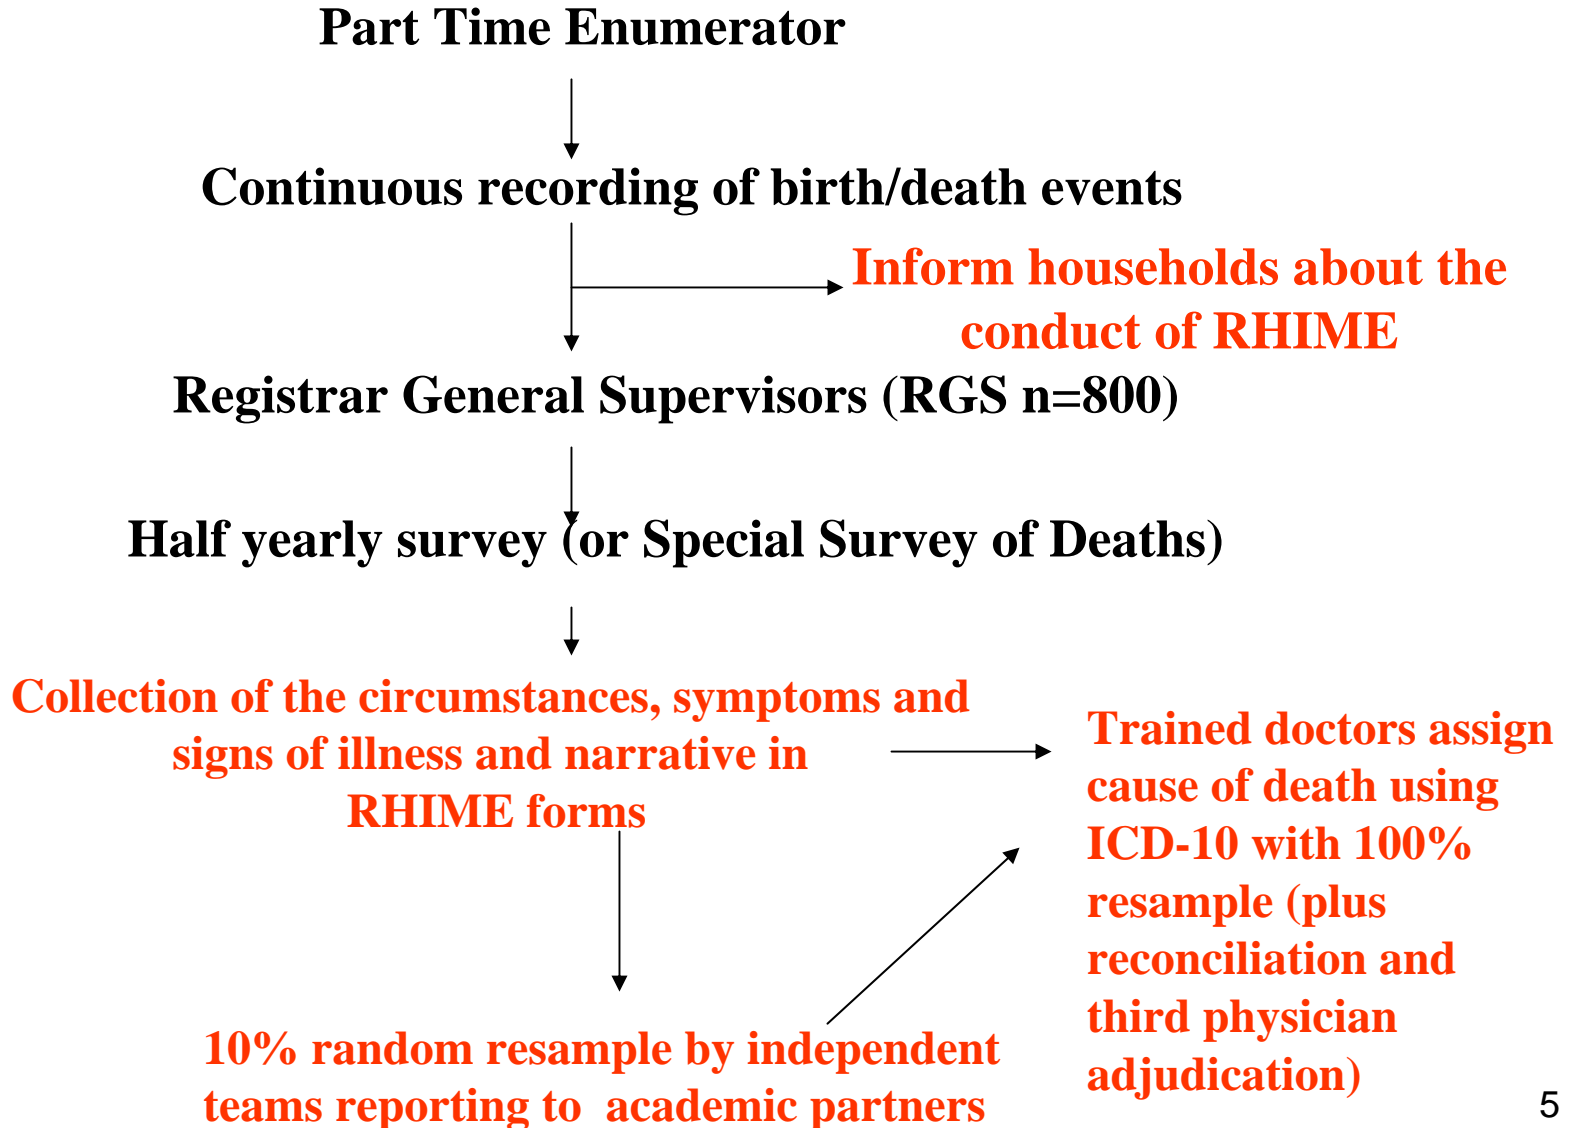 Part Time Enumerator
Continuous recording of birth/death events
Inform households about the
conduct of RHIME
Registrar General Supervisors (RGS n=800)
Half yearly survey (or Special Survey of Deaths)
Collection of the circumstances, symptoms and
signs of illness and narrative in
RHIME forms
Trained doctors assign
cause of death using
ICD-10 with 100%
resample (plus
reconciliation and
third physician
adjudication)
10% random resample by independent
teams reporting to academic partners
5